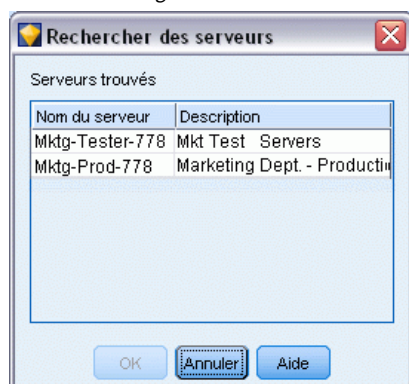 Rechercher des serveurs
Serveurs trouvés
Nom du serveur Description
Mktg-Tester-778 Mkt Test Servers
Mktg-Prod-778 Marketing Dept. - Producti
OK Annuler Aide